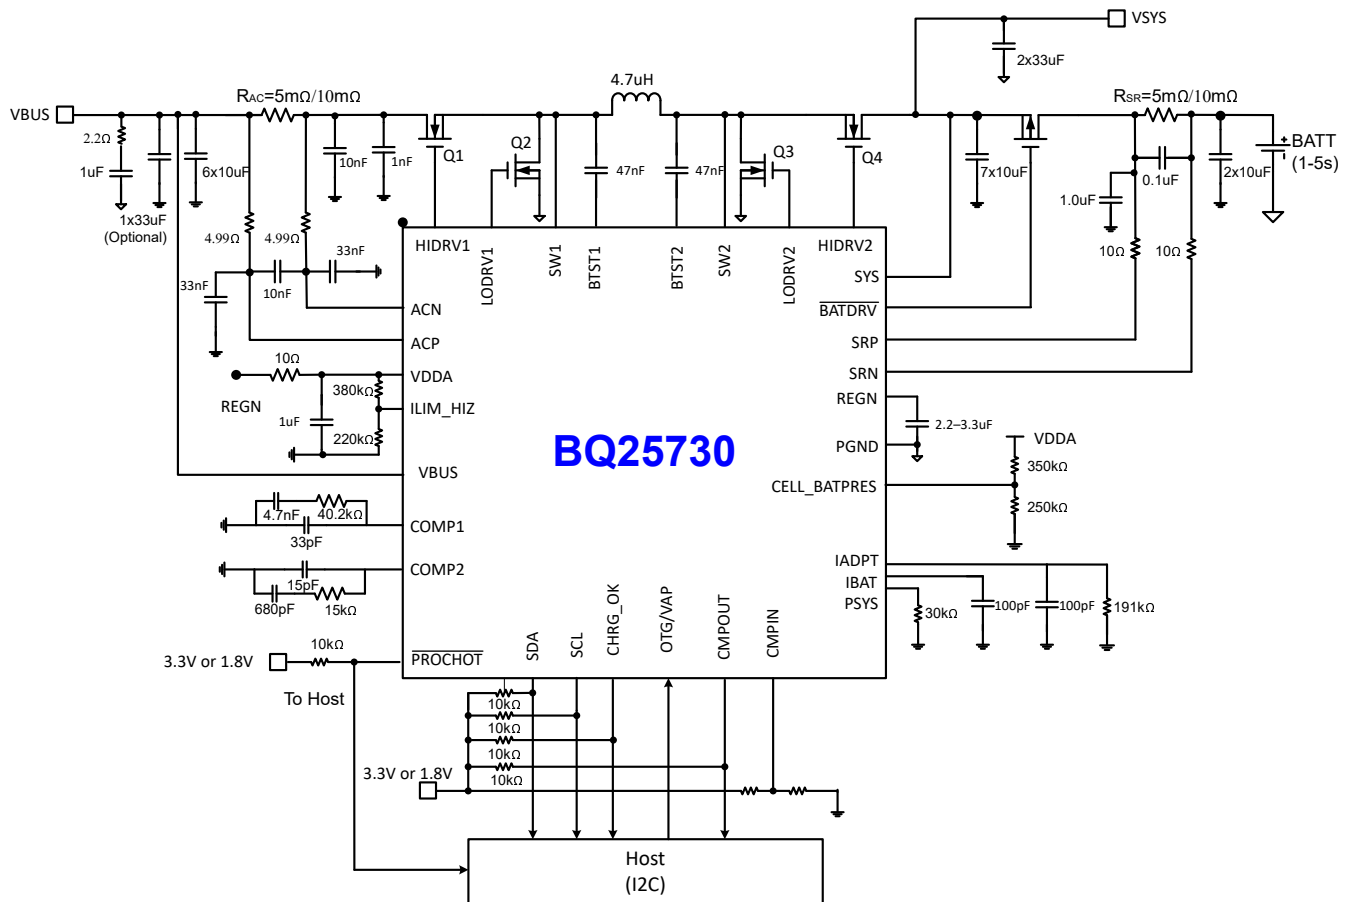 VSYS
2x33uF
4.7uH
VBUS
RAC=5mΩ/10mΩ
RSR=5mΩ/10mΩ
2.2Ω
1uF
1x33uF
(Optional)
6x10uF
10nF
1nF
Q1
Q2
47nF
47nF
Q3
Q4
7x10uF
1.0uF
0.1uF
2x10uF
+
-
BATT
(1-5s)
4.99Ω
4.99Ω
10Ω
10Ω
33nF
10nF
33nF
HIDRV1
LODRV1
SW1
BTST1
BTST2
SW2
LODRV2
HIDRV2
SYS
BATDRV
SRP
SRN
REGN
PGND
CELL_BATPRES
IADPT
IBAT
PSYS
ACN
ACP
VDDA
ILIM_HIZ
VBUS
COMP1
COMP2
PROCHOT
BQ25730
10Ω
REGN
1uF
380kΩ
220kΩ
2.2–3.3uF
VDDA
350kΩ
250kΩ
4.7nF
40.2kΩ
33pF
15pF
680pF
15kΩ
30kΩ
100pF
100pF
191kΩ
SDA
SCL
CHRG_OK
OTG/VAP
CMPOUT
CMPIN
10kΩ
3.3V or 1.8V
To Host
10kΩ
10kΩ
10kΩ
10kΩ
3.3V or 1.8V
Host
(I2C)